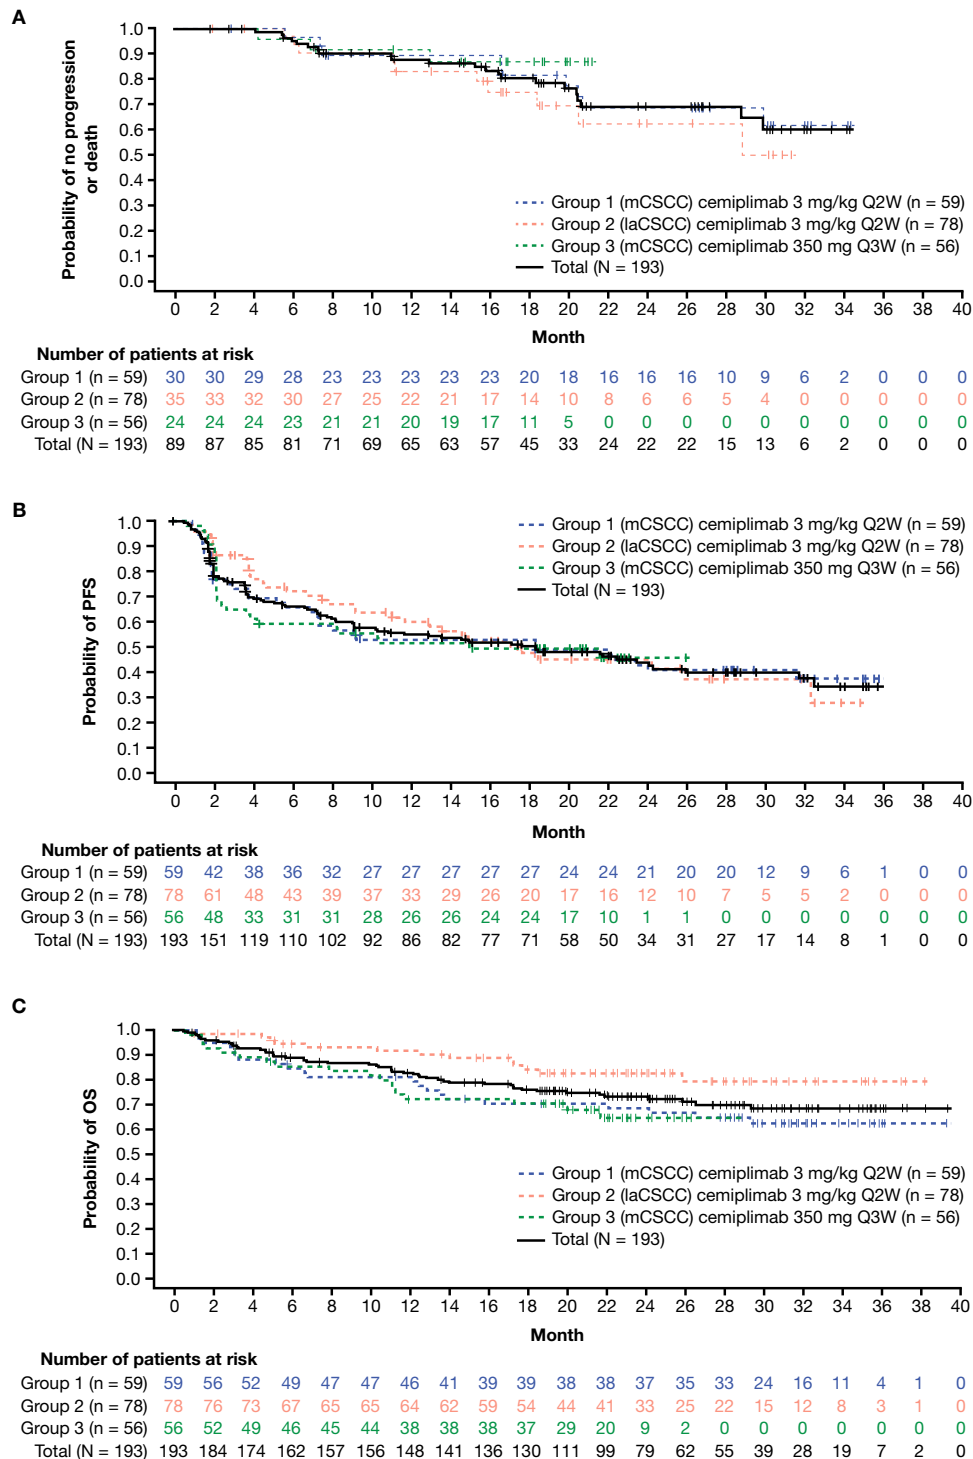 A
Probability of no progression
or death
1.0
0.9
0.8
0.7
0.6
0.5
0.4
0.3
0.2
0.1
0.0
Group 1 (mCSCC) cemiplimab 3 mg/kg Q2W (n = 59)
Group 2 (laCSCC) cemiplimab 3 mg/kg Q2W (n = 78)
Group 3 (mCSCC) cemiplimab 350 mg Q3W (n = 56)
Total (N = 193)
0 2 4 6 8 10 12 14 16 18 20 22 24 26 28 30 32 34 36 38 40
Month
Number of patients at risk
Group 1 (n = 59) 30 30 29 28 23 23 23 23 23 20 18 16 16 16 10 9 6 2 0 0 0
Group 2 (n = 78) 35 33 32 30 27 25 22 21 17 14 10 8 6 6 5 4 0 0 0 0 0
Group 3 (n = 56) 24 24 24 23 21 21 20 19 17 11 5 0 0 0 0 0 0 0 0 0 0
Total (N = 193) 89 87 85 81 71 69 65 63 57 45 33 24 22 22 15 13 6 2 0 0 0
B
Probability of PFS
1.0
0.9
0.8
0.7
0.6
0.5
0.4
0.3
0.2
0.1
0.0
Group 1 (mCSCC) cemiplimab 3 mg/kg Q2W (n = 59)
Group 2 (laCSCC) cemiplimab 3 mg/kg Q2W (n = 78)
Group 3 (mCSCC) cemiplimab 350 mg Q3W (n = 56)
Total (N = 193)
0 2 4 6 8 10 12 14 16 18 20 22 24 26 28 30 32 34 36 38 40
Month
Number of patients at risk
Group 1 (n = 59) 59 42 38 36 32 27 27 27 27 27 24 24 21 20 20 12 9 6 1 0 0
Group 2 (n = 78) 78 61 48 43 39 37 33 29 26 20 17 16 12 10 7 5 5 2 0 0 0
Group 3 (n = 56) 56 48 33 31 31 28 26 26 24 24 17 10 1 1 0 0 0 0 0 0 0
Total (N = 193) 193 151 119 110 102 92 86 82 77 71 58 50 34 31 27 17 14 8 1 0 0
C
Probability of OS
1.0
0.9
0.8
0.7
0.6
0.5
0.4
0.3
0.2
0.1
0.0
Group 1 (mCSCC) cemiplimab 3 mg/kg Q2W (n = 59)
Group 2 (laCSCC) cemiplimab 3 mg/kg Q2W (n = 78)
Group 3 (mCSCC) cemiplimab 350 mg Q3W (n = 56)
Total (N = 193)
0 2 4 6 8 10 12 14 16 18 20 22 24 26 28 30 32 34 36 38 40
Month
Number of patients at risk
Group 1 (n = 59) 59 56 52 49 47 47 46 41 39 39 38 38 37 35 33 24 16 11 4 1 0
Group 2 (n = 78) 78 76 73 67 65 65 64 62 59 54 44 41 33 25 22 15 12 8 3 1 0
Group 3 (n = 56) 56 52 49 46 45 44 38 38 38 37 29 20 9 2 0 0 0 0 0 0 0
Total (N = 193) 193 184 174 162 157 156 148 141 136 130 111 99 79 62 55 39 28 19 7 2 0